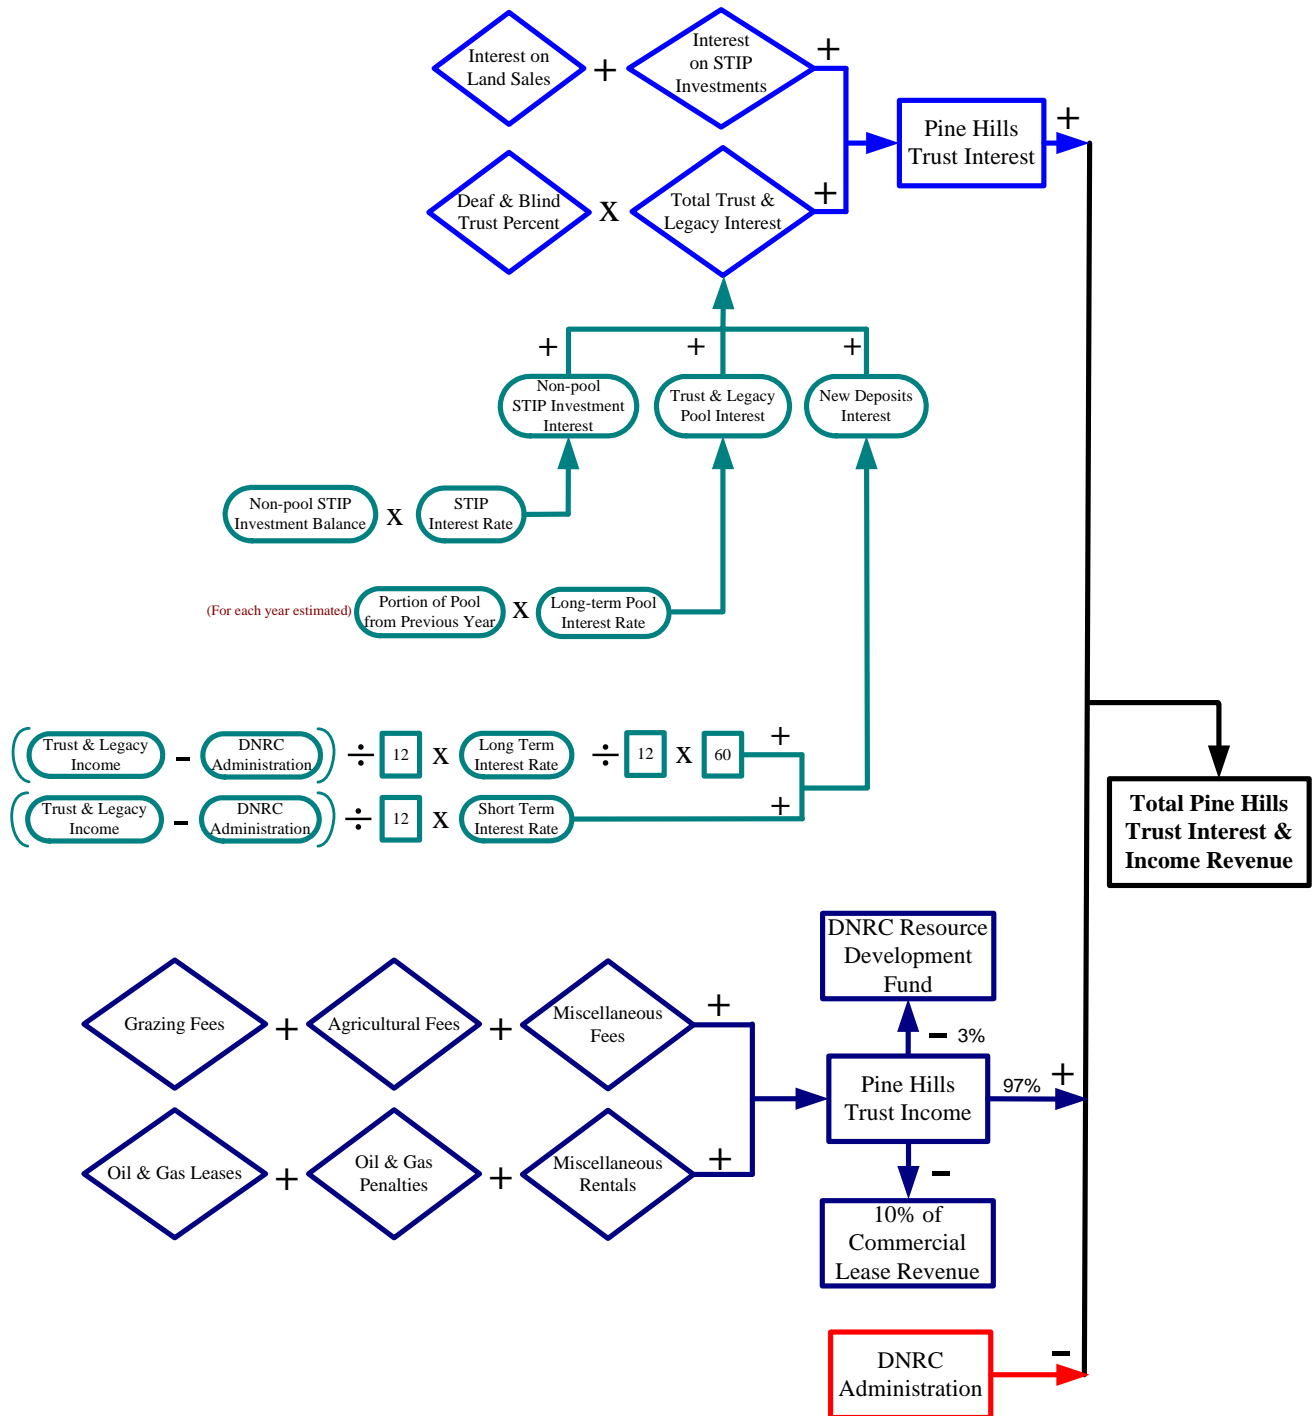 Interest on
Land Sales
+
Interest
on STIP
Investments
+
Pine Hills
Trust Interest
+
Deaf & Blind
Trust Percent
X
Total Trust &
Legacy Interest
+
+
+
+
Non-pool
STIP Investment
Interest
Trust & Legacy
Pool Interest
New Deposits
Interest
Non-pool STIP
Investment Balance
X
STIP
Interest Rate
(For each year estimated)
Portion of Pool
from Previous Year
X
Long-term Pool
Interest Rate
(
Trust & Legacy
Income
-
DNRC
Administration
)
÷
12
X
Long Term
Interest Rate
÷
12
X
60
+
(
Trust & Legacy
Income
-
DNRC
Administration
)
÷
12
X
Short Term
Interest Rate
+
Total Pine Hills
Trust Interest &
Income Revenue
DNRC Resource
Development
Fund
- 3%
Grazing Fees
+
Agricultural Fees
+
Miscellaneous
Fees
+
Pine Hills
Trust Income
97%
+
Oil & Gas Leases
+
Oil & Gas
Penalties
+
Miscellaneous
Rentals
+
-
10% of
Commercial
Lease Revenue
DNRC
Administration
-